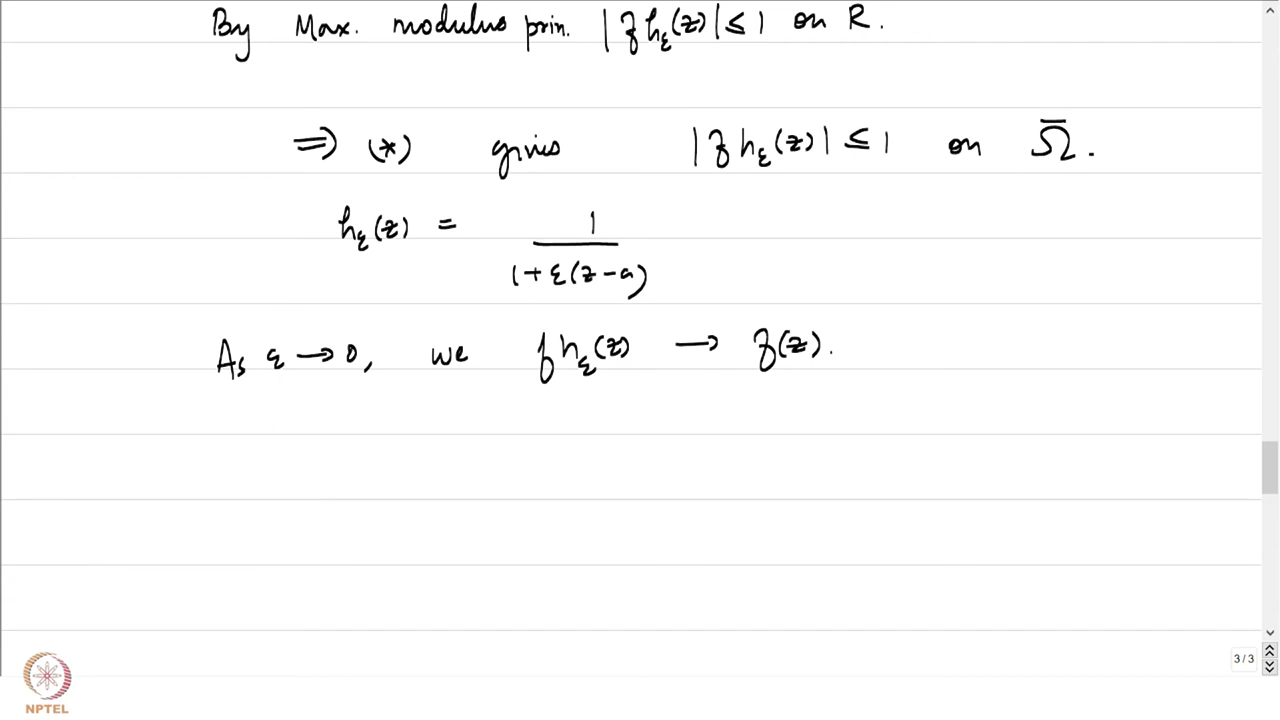 By Max. modulus prin. |f h_ε(z)| ≤ 1 on R.
⇒ (*) gives |f h_ε(z)| ≤ 1 on Ω̄.
h_ε(z) = 1 / (1 + ε(z - a))
As ε → 0, we f h_ε(z) → f(z).
3 / 3
NPTEL